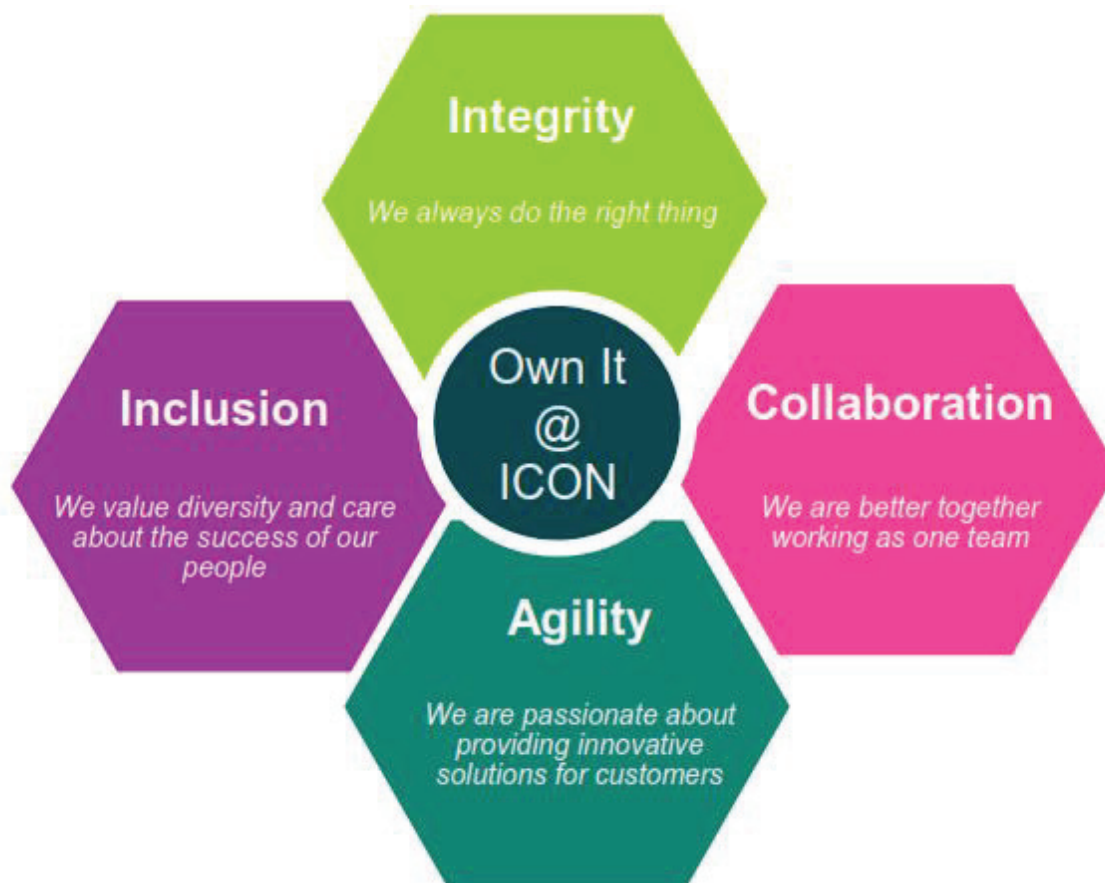 Integrity
We always do the right thing
Own It
@
ICON
Inclusion
We value diversity and care
about the success of our
people
Collaboration
We are better together
working as one team
Agility
We are passionate about
providing innovative
solutions for customers